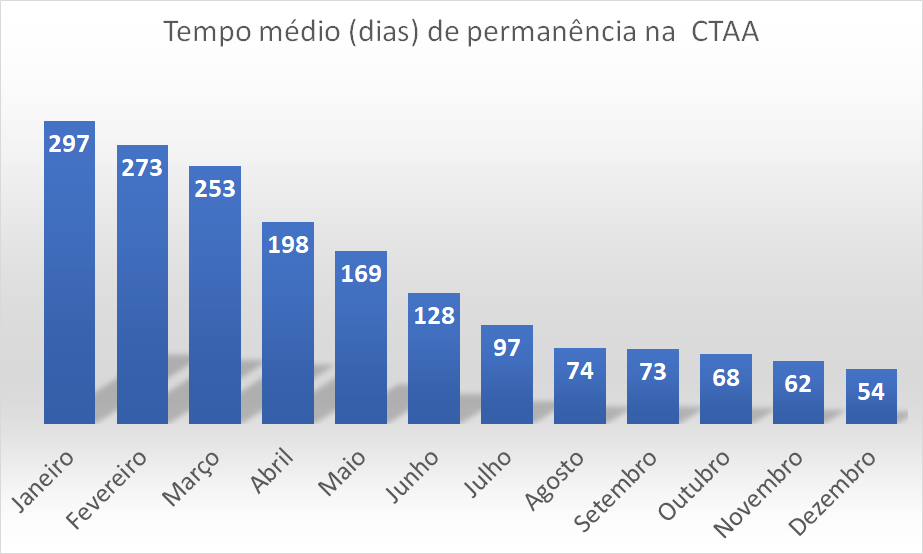 Tempo médio (dias) de permanência na CTAA
297
273
253
198
169
128
97
74
73
68
62
54
Janeiro
Fevereiro
Março
Abril
Maio
Junho
Julho
Agosto
Setembro
Outubro
Novembro
Dezembro